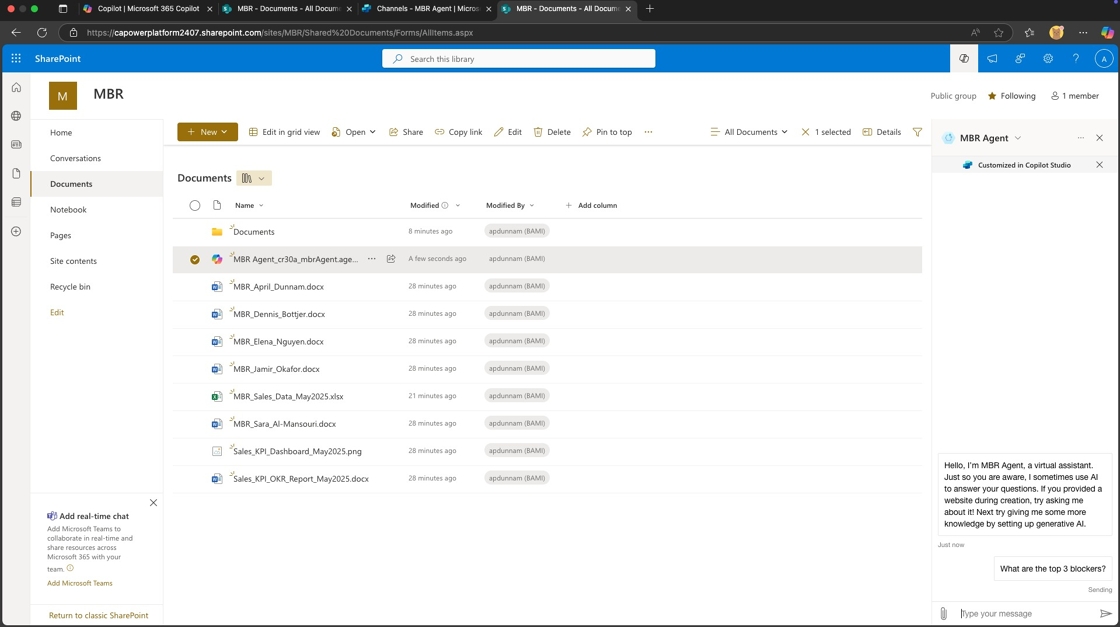 Copilot | Microsoft 365 Copilot
MBR - Documents - All Docume
Channels - MBR Agent | Micros
MBR - Documents - All Docume
https://capowerplatform2407.sharepoint.com/sites/MBR/Shared%20Documents/Forms/AllItems.aspx
SharePoint
Search this library
A
M
MBR
Public group
Following
1 member
Home
Conversations
Documents
Notebook
Pages
Site contents
Recycle bin
Edit
New
Edit in grid view
Open
Share
Copy link
Edit
Delete
Pin to top
All Documents
1 selected
Details
Documents
Name
Modified
Modified By
Add column
Documents 8 minutes ago apdunnam (BAMI)
MBR Agent_cr30a_mbrAgent.age... A few seconds ago apdunnam (BAMI)
MBR_April_Dunnam.docx 28 minutes ago apdunnam (BAMI)
MBR_Dennis_Bottjer.docx 28 minutes ago apdunnam (BAMI)
MBR_Elena_Nguyen.docx 28 minutes ago apdunnam (BAMI)
MBR_Jamir_Okafor.docx 28 minutes ago apdunnam (BAMI)
MBR_Sales_Data_May2025.xlsx 21 minutes ago apdunnam (BAMI)
MBR_Sara_Al-Mansouri.docx 28 minutes ago apdunnam (BAMI)
Sales_KPI_Dashboard_May2025.png 28 minutes ago apdunnam (BAMI)
Sales_KPI_OKR_Report_May2025.docx 28 minutes ago apdunnam (BAMI)
Add real-time chat
Add Microsoft Teams to
collaborate in real-time and
share resources across
Microsoft 365 with your
team.
Add Microsoft Teams
Return to classic SharePoint
MBR Agent
Customized in Copilot Studio
Hello, I'm MBR Agent, a virtual assistant.
Just so you are aware, I sometimes use AI
to answer your questions. If you provided a
website during creation, try asking me
about it! Next try giving me some more
knowledge by setting up generative AI.
Just now
What are the top 3 blockers?
Sending
Type your message